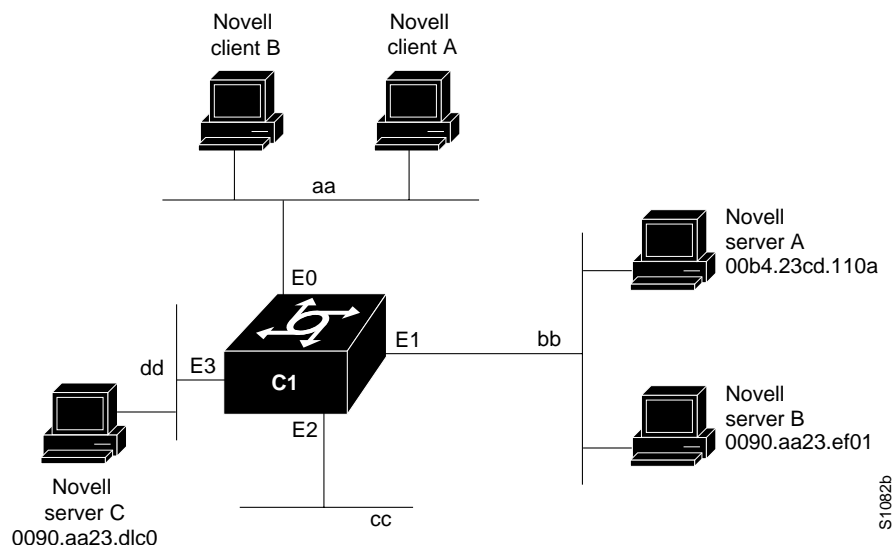 Novell
client B
Novell
client A
aa
Novell
server A
00b4.23cd.110a
E0
E1
bb
dd
E3
C1
E2
Novell
server B
0090.aa23.ef01
Novell
server C
0090.aa23.dlc0
cc
S1082b